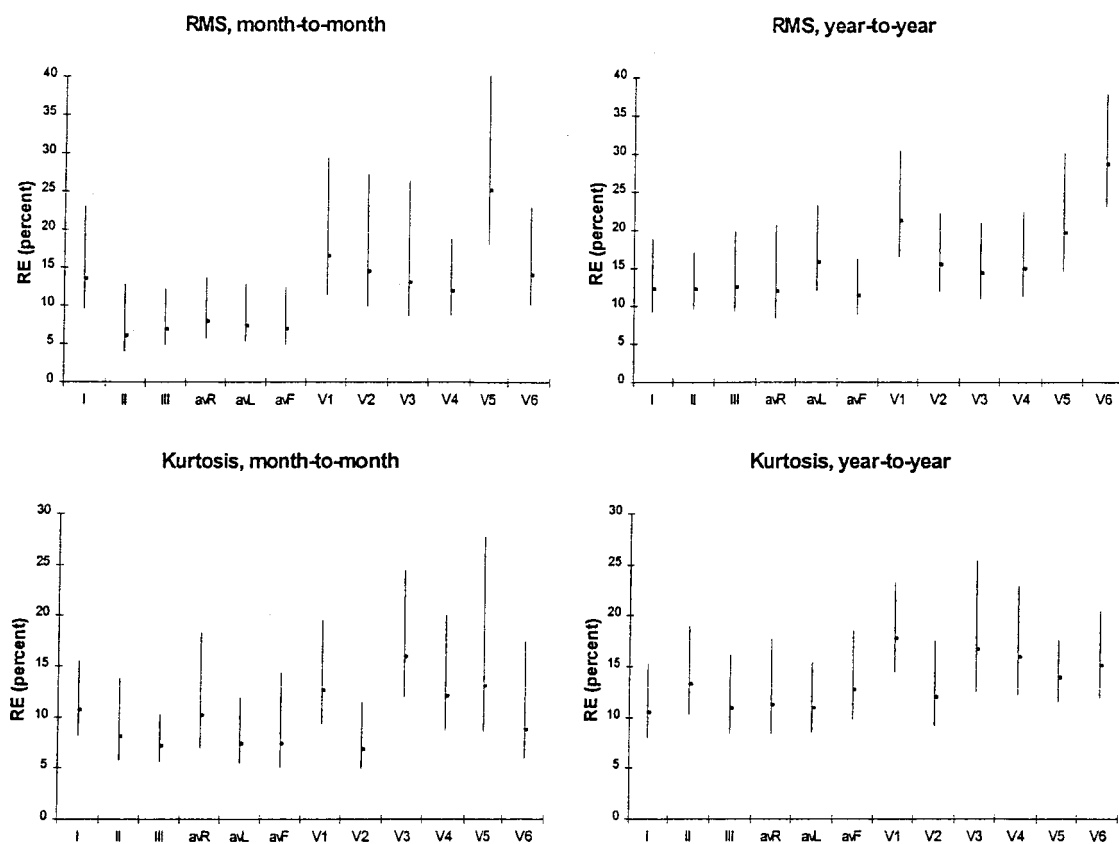 RMS, month-to-month
RE (percent)
40
35
30
25
20
15
10
5
0
I II III avR avL avF V1 V2 V3 V4 V5 V6
RMS, year-to-year
RE (percent)
40
35
30
25
20
15
10
5
0
I II III avR avL avF V1 V2 V3 V4 V5 V6
Kurtosis, month-to-month
RE (percent)
30
25
20
15
10
5
0
I II III avR avL avF V1 V2 V3 V4 V5 V6
Kurtosis, year-to-year
RE (percent)
30
25
20
15
10
5
0
I II III avR avL avF V1 V2 V3 V4 V5 V6